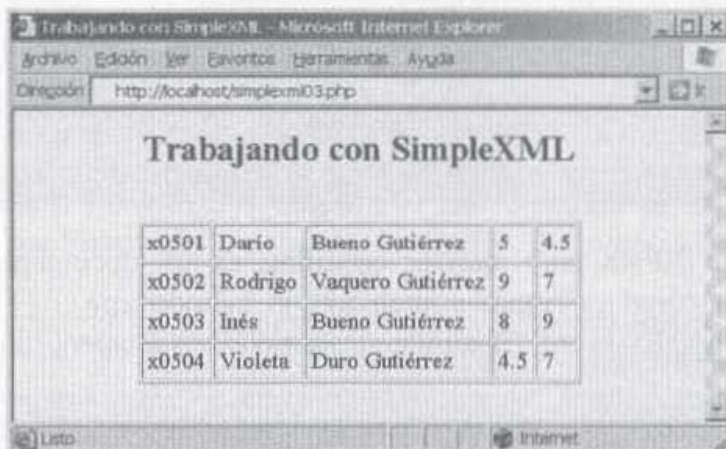 Trabajando con SimpleXML - Microsoft Internet Explorer
Archivo Edición Ver Favoritos Herramientas Ayuda
Dirección http://localhost/simplexml03.php Ir
Trabajando con SimpleXML
x0501 Darío Bueno Gutiérrez 5 4.5
x0502 Rodrigo Vaquero Gutiérrez 9 7
x0503 Inés Bueno Gutiérrez 8 9
x0504 Violeta Duro Gutiérrez 4.5 7
Listo Internet